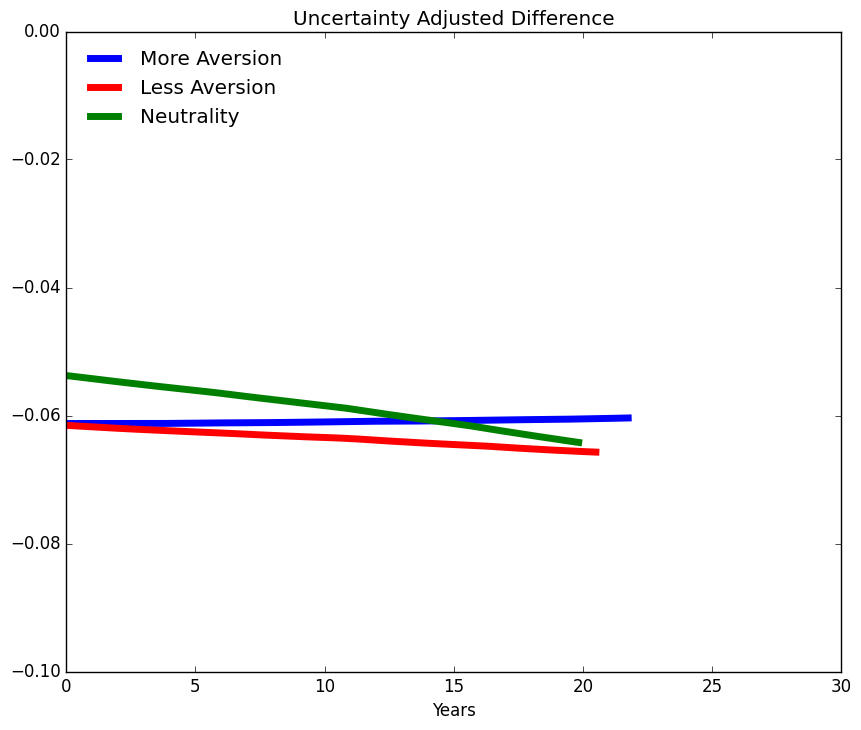 Uncertainty Adjusted Difference
0.00
More Aversion
Less Aversion
Neutrality
−0.02
−0.04
−0.06
−0.08
−0.10
0 5 10 15 20 25 30
Years